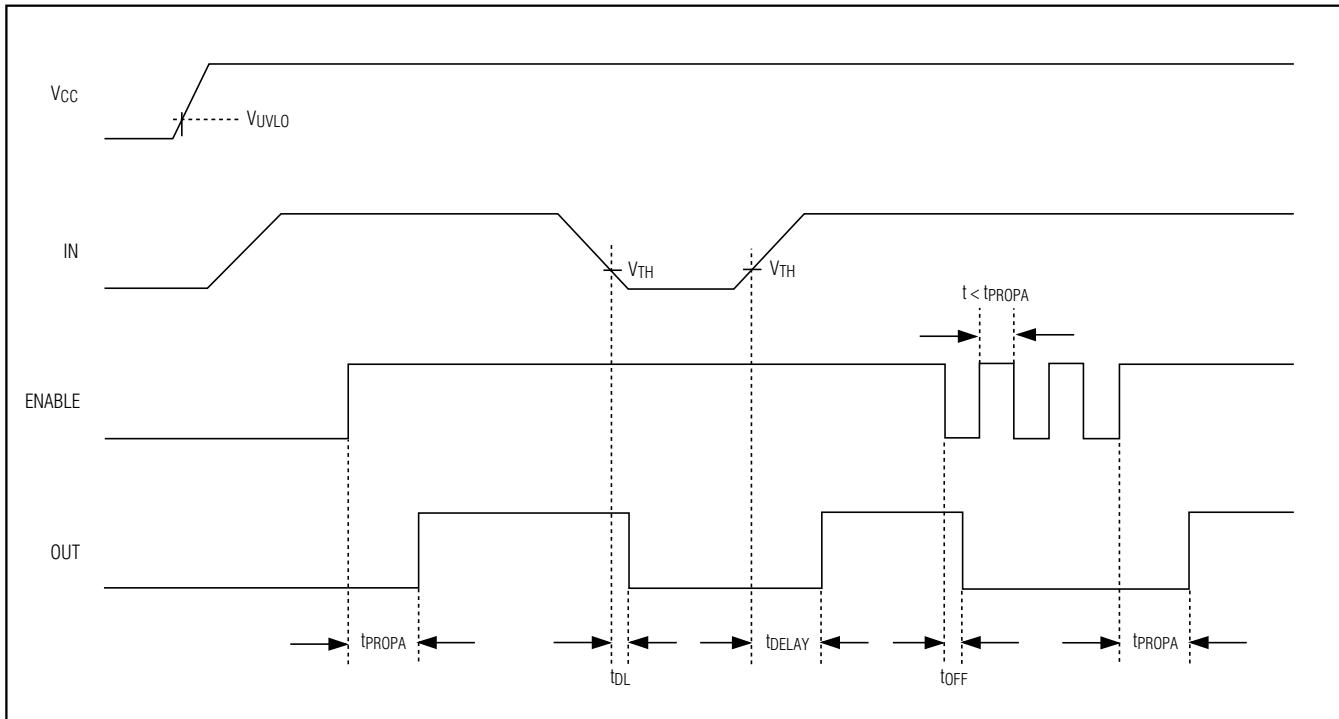 VCC
VUVLO
IN
VTH
VTH
t < tPROPA
ENABLE
OUT
tPROPA
tDL
tDELAY
tOFF
tPROPA